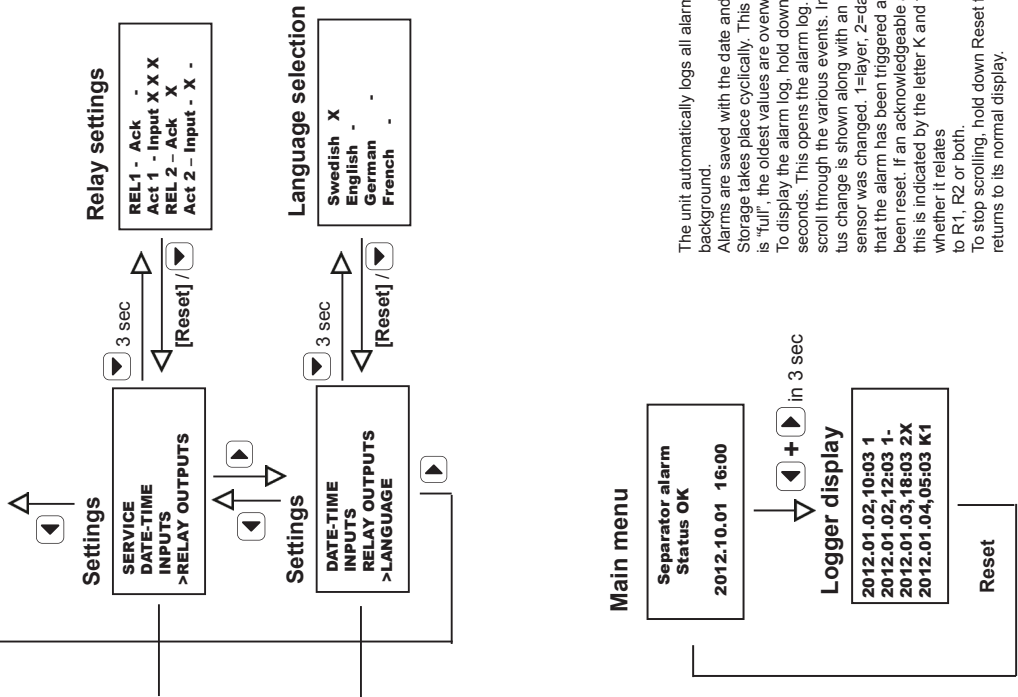 Settings
SERVICE
DATE-TIME
INPUTS
>RELAY OUTPUTS
3 sec
[Reset] /
Relay settings
REL1 - Ack -
Act 1 - Input X X X
REL 2 – Ack X
Act 2 – Input - X -
Settings
DATE-TIME
INPUTS
RELAY OUTPUTS
>LANGUAGE
3 sec
[Reset] /
Language selection
Swedish X
English -
German -
French -
Main menu
Separator alarm
Status OK
2012.10.01 16:00
+ in 3 sec
Logger display
2012.01.02,10:03 1
2012.01.02,12:03 1-
2012.01.03,18:03 2X
2012.01.04,05:03 K1
Reset
The unit automatically logs all alarm
background.
Alarms are saved with the date and
Storage takes place cyclically. This
is “full”, the oldest values are overw
To display the alarm log, hold down
seconds. This opens the alarm log.
scroll through the various events. In
tus change is shown along with an
sensor was changed. 1=layer, 2=da
that the alarm has been triggered a
been reset. If an acknowledgeable
this is indicated by the letter K and
whether it relates
to R1, R2 or both.
To stop scrolling, hold down Reset
returns to its normal display.